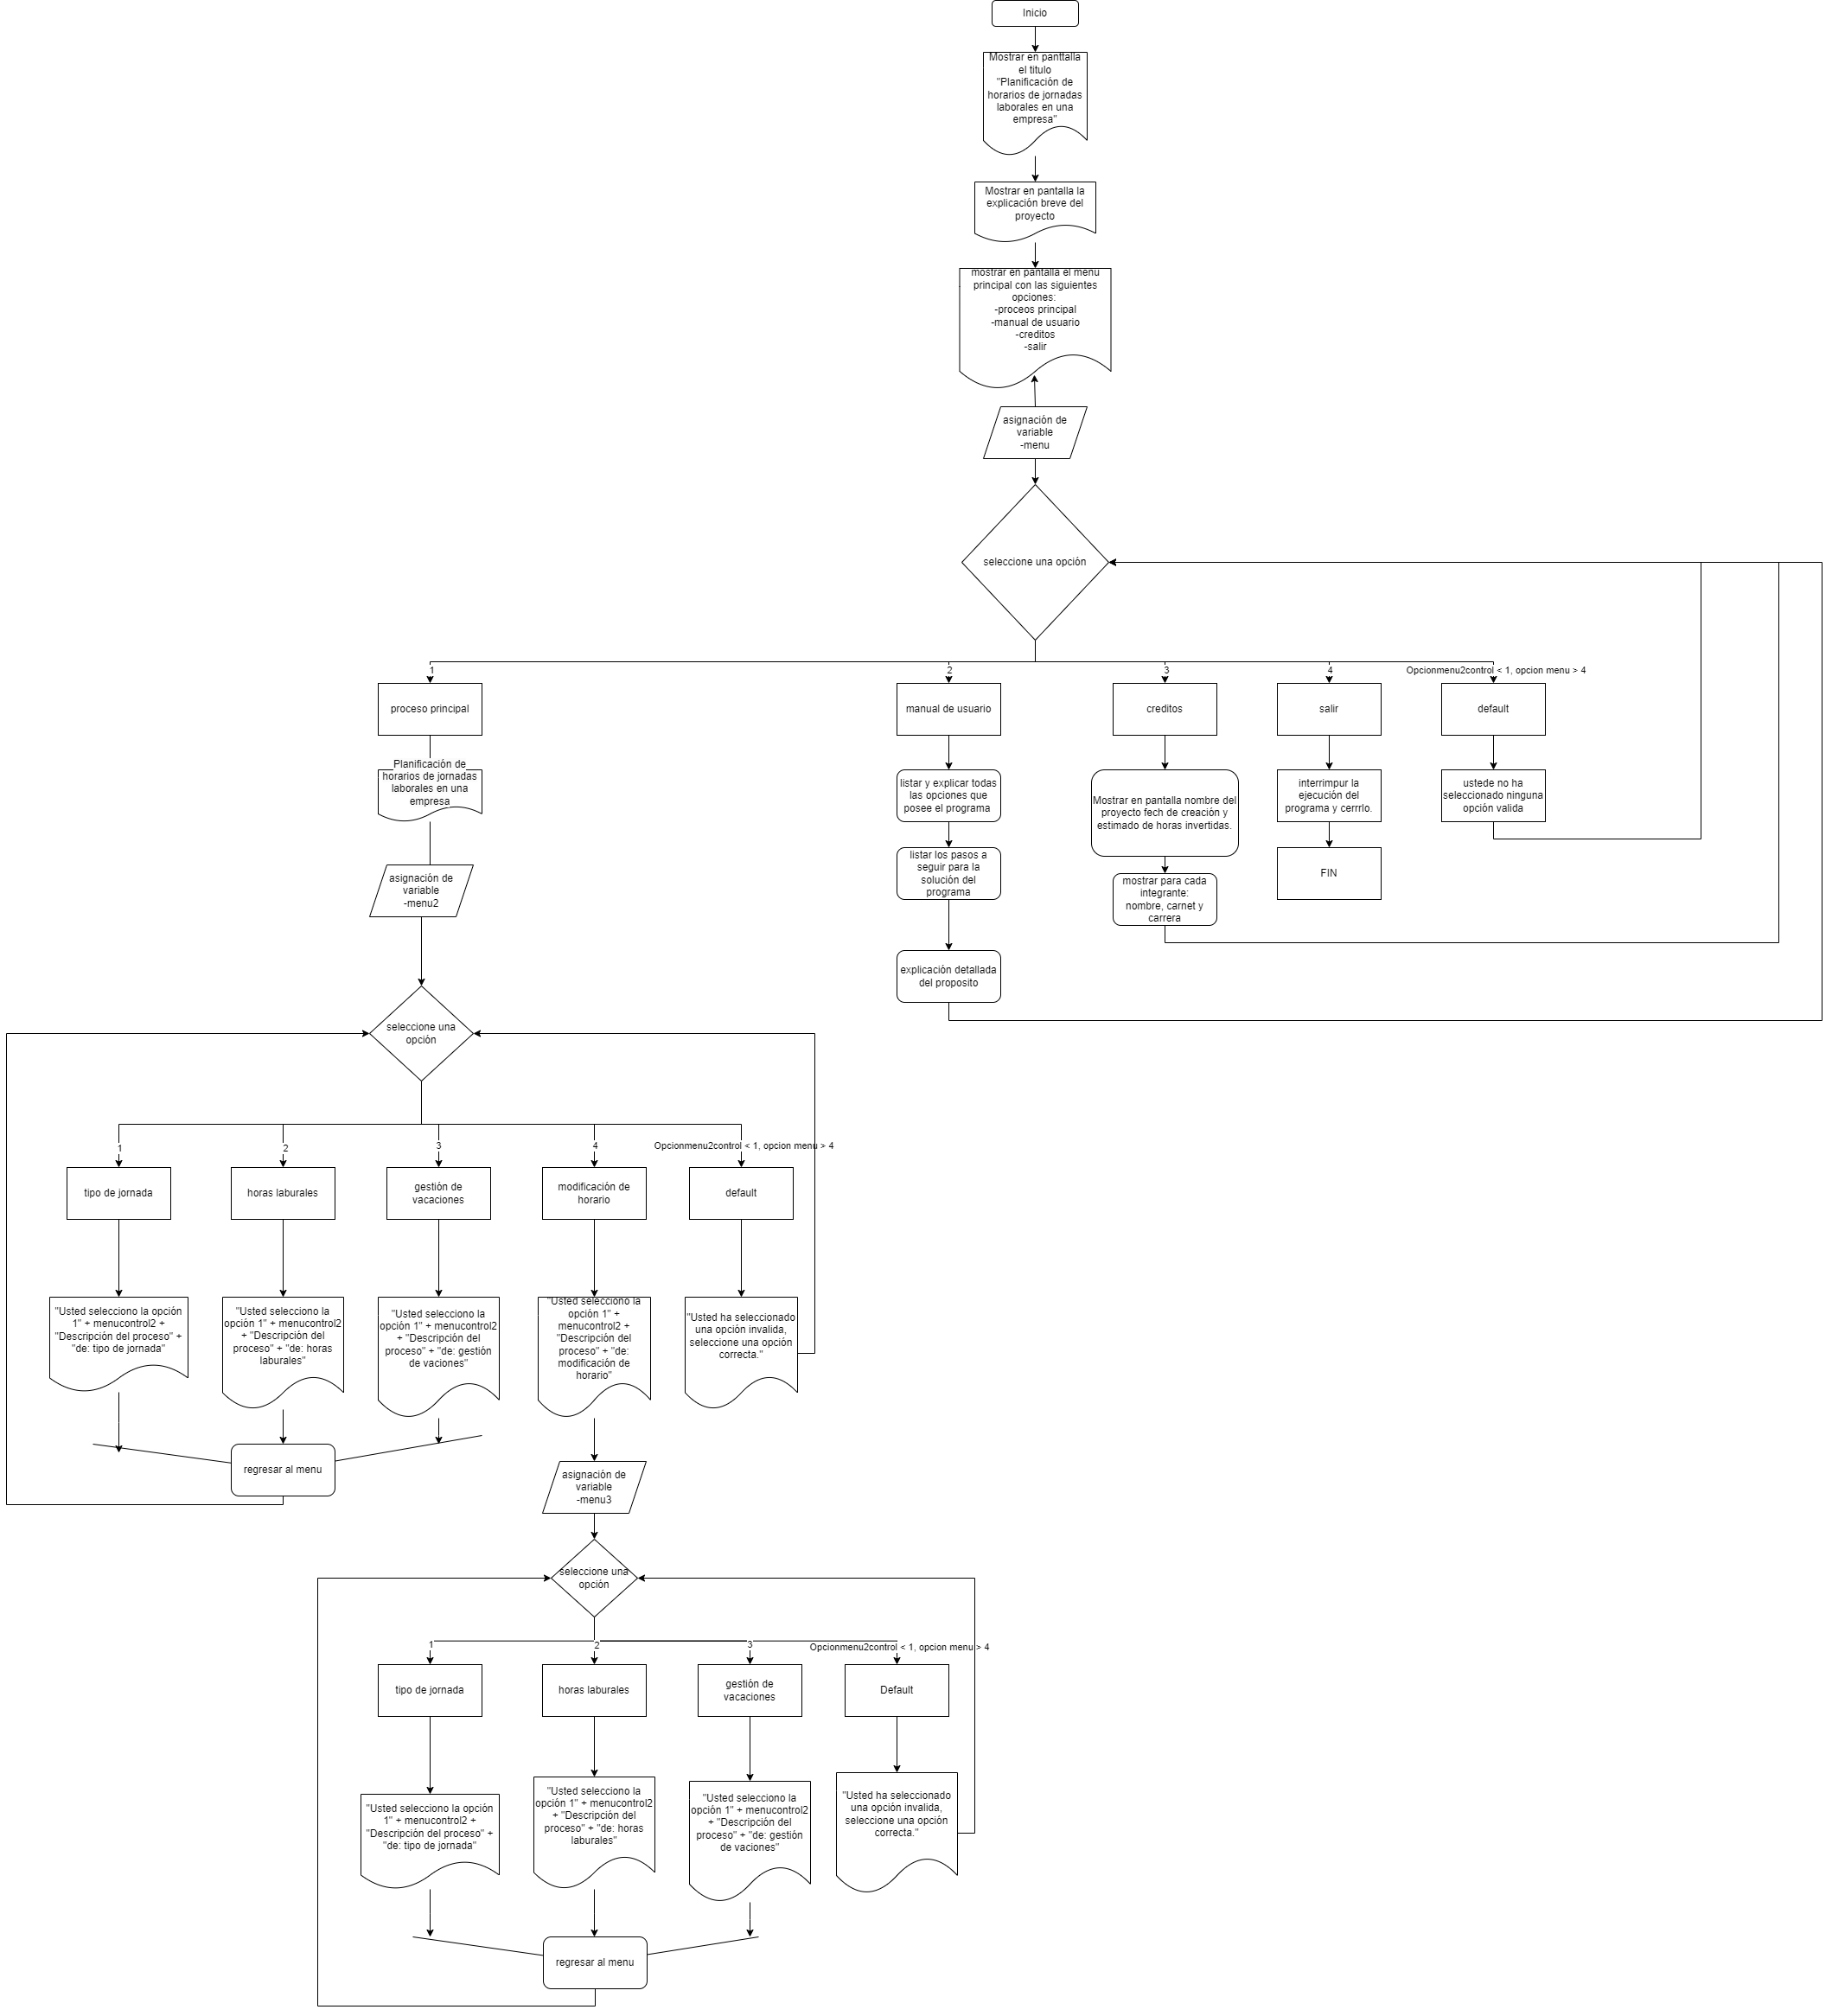 Inicio
Mostrar en panttalla
el titulo
"Planificación de
horarios de jornadas
laborales en una
empresa"
Mostrar en pantalla la
explicación breve del
proyecto
mostrar en pantalla el menu
principal con las siguientes
opciones:
-proceos principal
-manual de usuario
-creditos
-salir
asignación de
variable
-menu
seleccione una opción
1
2
3
4
Opcionmenu2control < 1, opcion menu > 4
proceso principal
manual de usuario
creditos
salir
default
Planificación de
horarios de jornadas
laborales en una
empresa
listar y explicar todas
las opciones que
posee el programa
Mostrar en pantalla nombre del
proyecto fech de creación y
estimado de horas invertidas.
interrimpur la
ejecución del
programa y cerrrlo.
ustede no ha
seleccionado ninguna
opción valida
asignación de
variable
-menu2
listar los pasos a
seguir para la
solución del
programa
mostrar para cada
integrante:
nombre, carnet y
carrera
FIN
explicación detallada
del proposito
seleccione una
opción
1
2
3
4
Opcionmenu2control < 1, opcion menu > 4
tipo de jornada
horas laburales
gestión de
vacaciones
modificación de
horario
default
"Usted selecciono la opción
1" + menucontrol2 +
"Descripción del proceso" +
"de: tipo de jornada"
"Usted selecciono la
opción 1" + menucontrol2
+ "Descripción del
proceso" + "de: horas
laburales"
"Usted selecciono la
opción 1" + menucontrol2
+ "Descripción del
proceso" + "de: gestión
de vaciones"
"Usted selecciono la
opción 1" +
menucontrol2 +
"Descripción del
proceso" + "de:
modificación de
horario"
"Usted ha seleccionado
una opción invalida,
seleccione una opción
correcta."
regresar al menu
asignación de
variable
-menu3
seleccione una
opción
1
2
3
Opcionmenu2control < 1, opcion menu > 4
tipo de jornada
horas laburales
gestión de
vacaciones
Default
"Usted selecciono la opción
1" + menucontrol2 +
"Descripción del proceso" +
"de: tipo de jornada"
"Usted selecciono la
opción 1" + menucontrol2
+ "Descripción del
proceso" + "de: horas
laburales"
"Usted selecciono la
opción 1" + menucontrol2
+ "Descripción del
proceso" + "de: gestión
de vaciones"
"Usted ha seleccionado
una opción invalida,
seleccione una opción
correcta."
regresar al menu